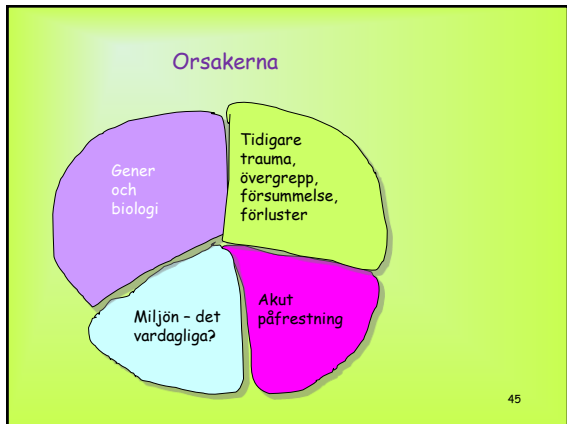 Orsakerna
Gener
och
biologi
Tidigare
trauma,
övergrepp,
försummelse,
förluster
Miljön – det
vardagliga?
Akut
påfrestning
45